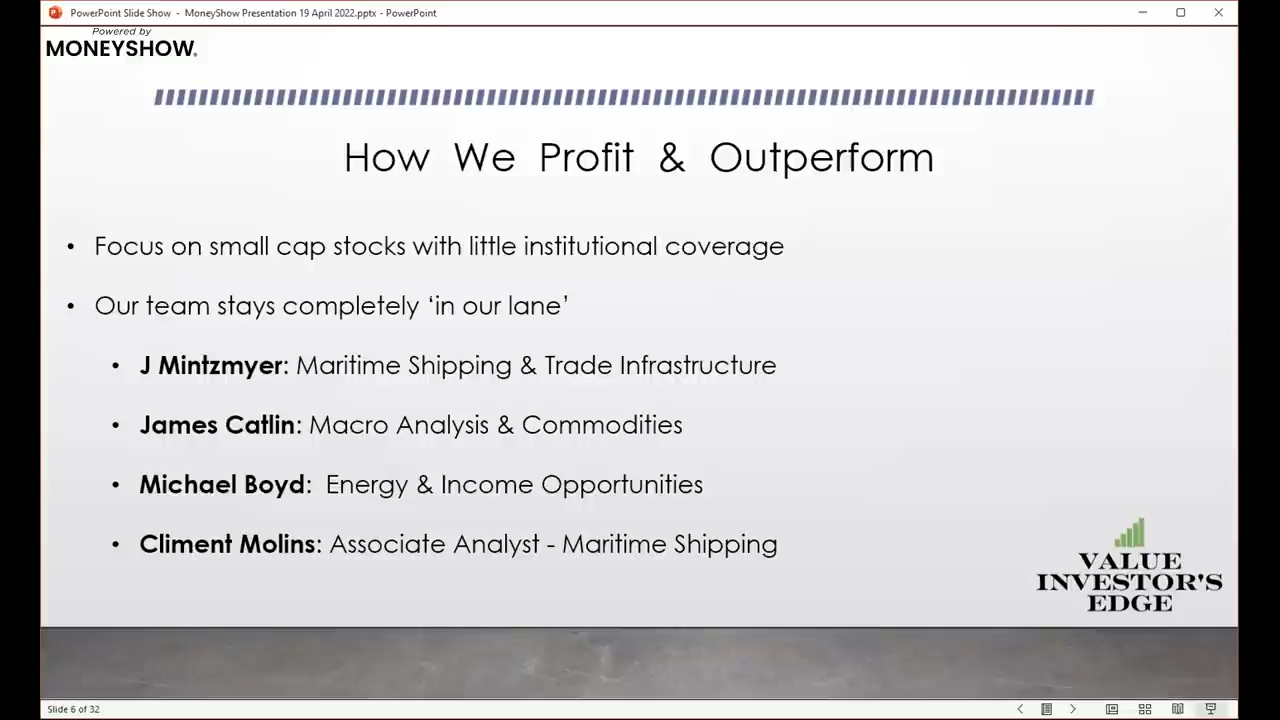 PowerPoint Slide Show - MoneyShow Presentation 19 April 2022.pptx - PowerPoint
Powered by
MONEYSHOW®
How We Profit & Outperform
• Focus on small cap stocks with little institutional coverage
• Our team stays completely ‘in our lane’
• J Mintzmyer: Maritime Shipping & Trade Infrastructure
• James Catlin: Macro Analysis & Commodities
• Michael Boyd: Energy & Income Opportunities
• Climent Molins: Associate Analyst - Maritime Shipping
VALUE
INVESTOR'S
EDGE
Slide 6 of 32